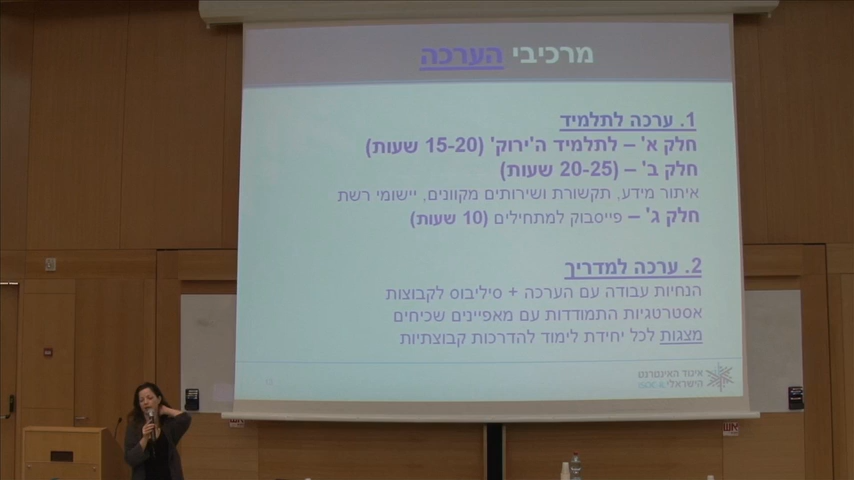 מרכיבי הערכה
1. ערכה לתלמיד
חלק א' – לתלמיד ה'ירוק' (15-20 שעות)
חלק ב' – (20-25 שעות)
איתור מידע, תקשורת ושירותים מקוונים, יישומי רשת
חלק ג' – פייסבוק למתחילים (10 שעות)
2. ערכה למדריך
הנחיות עבודה עם הערכה + סיליבוס לקבוצות
אסטרטגיות התמודדות עם מאפיינים שכיחים
מצגות לכל יחידת לימוד להדרכות קבוצתיות
איגוד האינטרנט
הישראלי